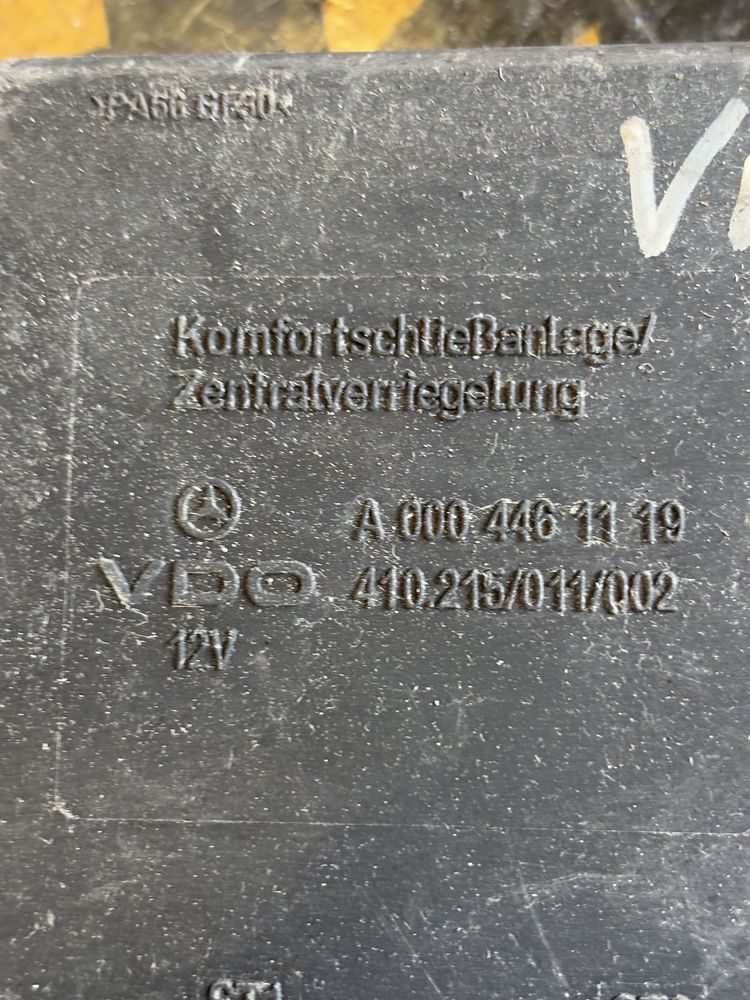 >PA66 GF30<
Komfortschließanlage/
Zentralverriegelung
A 000 446 11 19
VDO 410.215/011/002
12V